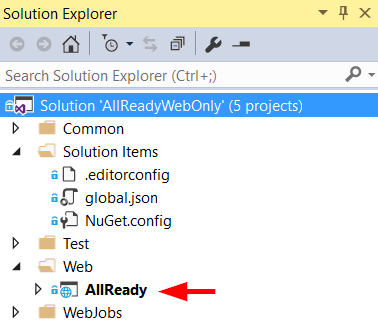 Solution Explorer
Search Solution Explorer (Ctrl+;)
Solution 'AllReadyWebOnly' (5 projects)
Common
Solution Items
.editorconfig
global.json
NuGet.config
Test
Web
AllReady
WebJobs